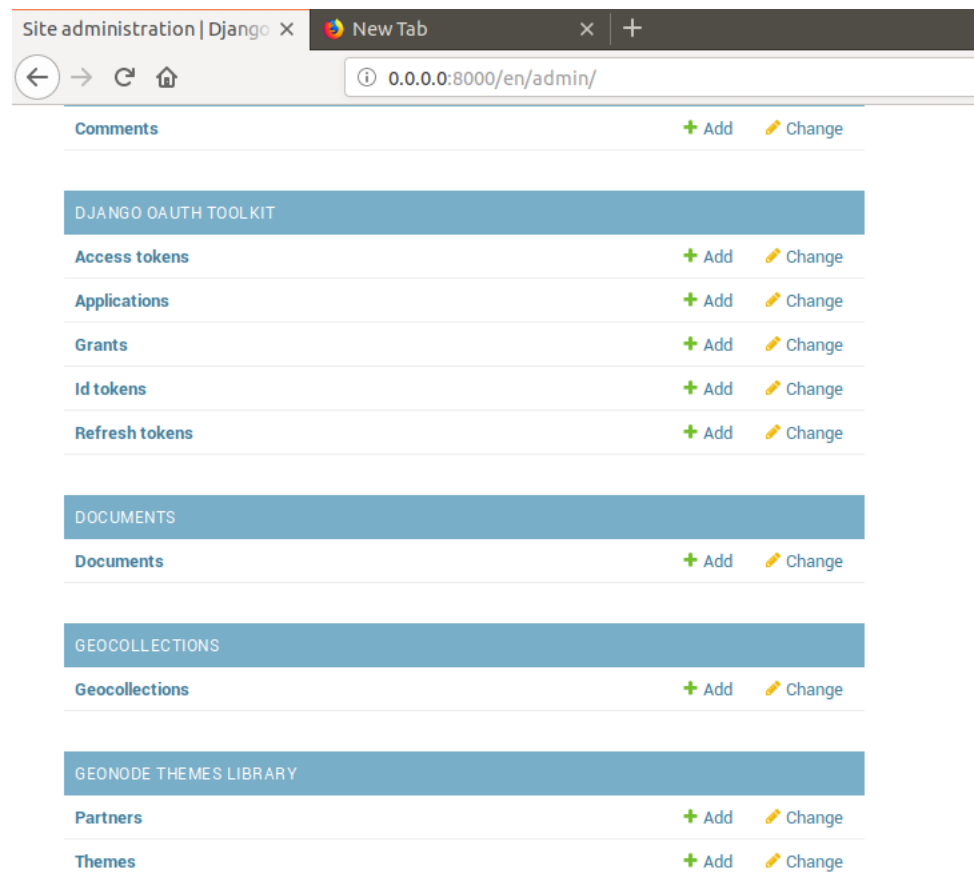 Site administration | Django New Tab
0.0.0.0:8000/en/admin/
Comments Add Change
DJANGO OAUTH TOOLKIT
Access tokens Add Change
Applications Add Change
Grants Add Change
Id tokens Add Change
Refresh tokens Add Change
DOCUMENTS
Documents Add Change
GEOCOLLECTIONS
Geocollections Add Change
GEONODE THEMES LIBRARY
Partners Add Change
Themes Add Change